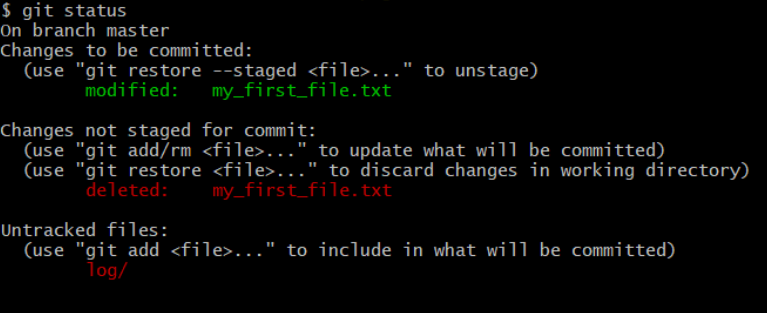 $ git status
On branch master
Changes to be committed:
  (use "git restore --staged <file>..." to unstage)
        modified:   my_first_file.txt

Changes not staged for commit:
  (use "git add/rm <file>..." to update what will be committed)
  (use "git restore <file>..." to discard changes in working directory)
        deleted:    my_first_file.txt

Untracked files:
  (use "git add <file>..." to include in what will be committed)
        log/